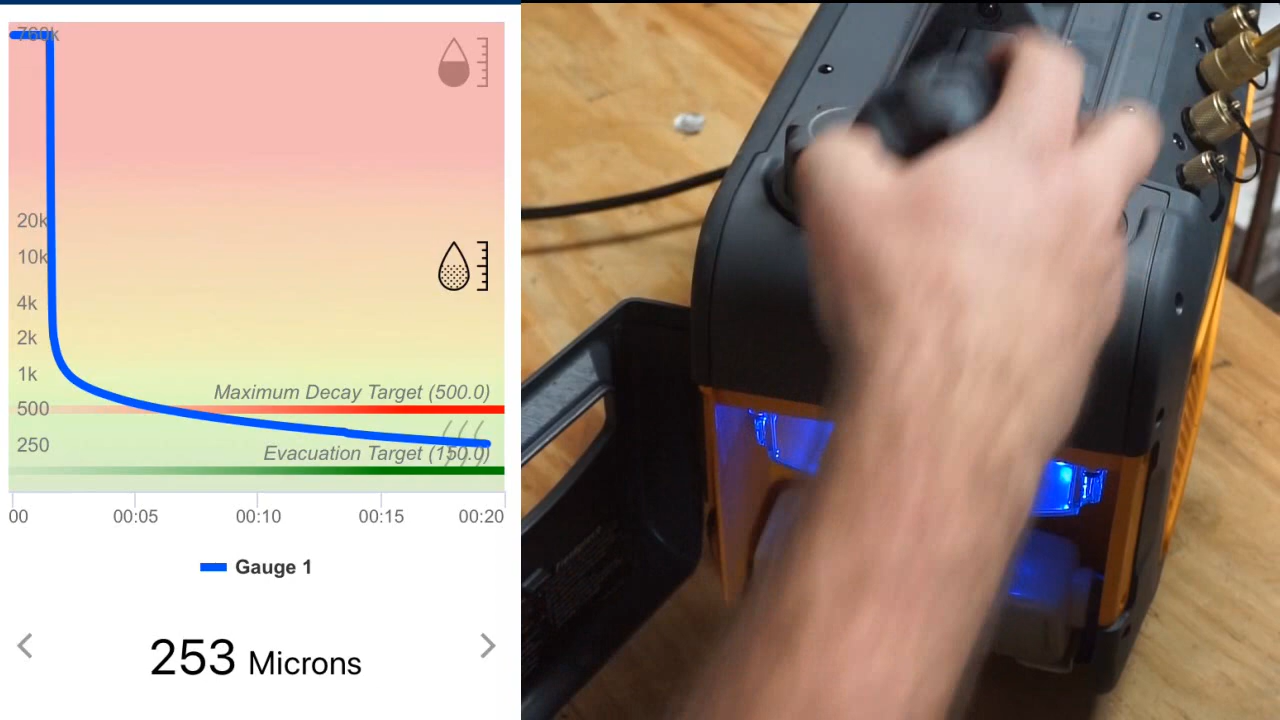 760k
20k
10k
4k
2k
1k
Maximum Decay Target (500.0)
500
250
Evacuation Target (150.0)
00 00:05 00:10 00:15 00:20
Gauge 1
253 Microns